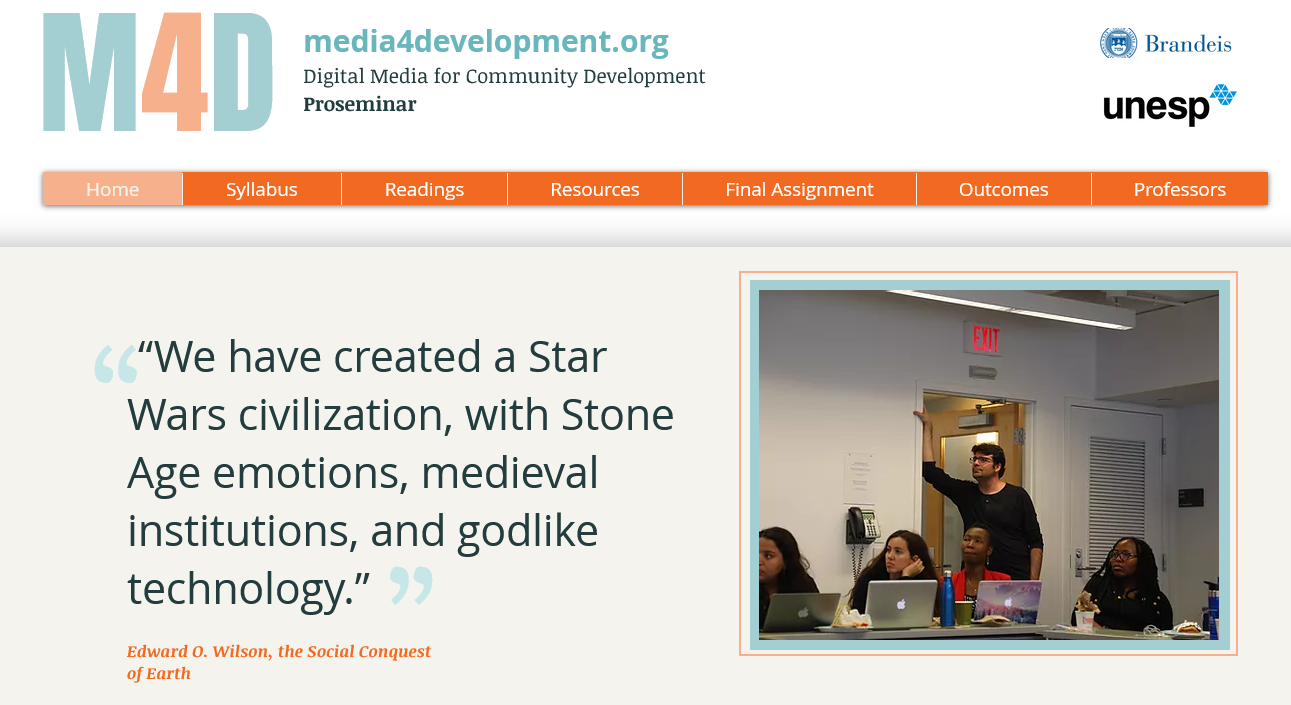 M4D
media4development.org
Digital Media for Community Development
Proseminar
Brandeis
unesp
Home
Syllabus
Readings
Resources
Final Assignment
Outcomes
Professors
“We have created a Star
Wars civilization, with Stone
Age emotions, medieval
institutions, and godlike
technology.”
Edward O. Wilson, the Social Conquest
of Earth
EXIT